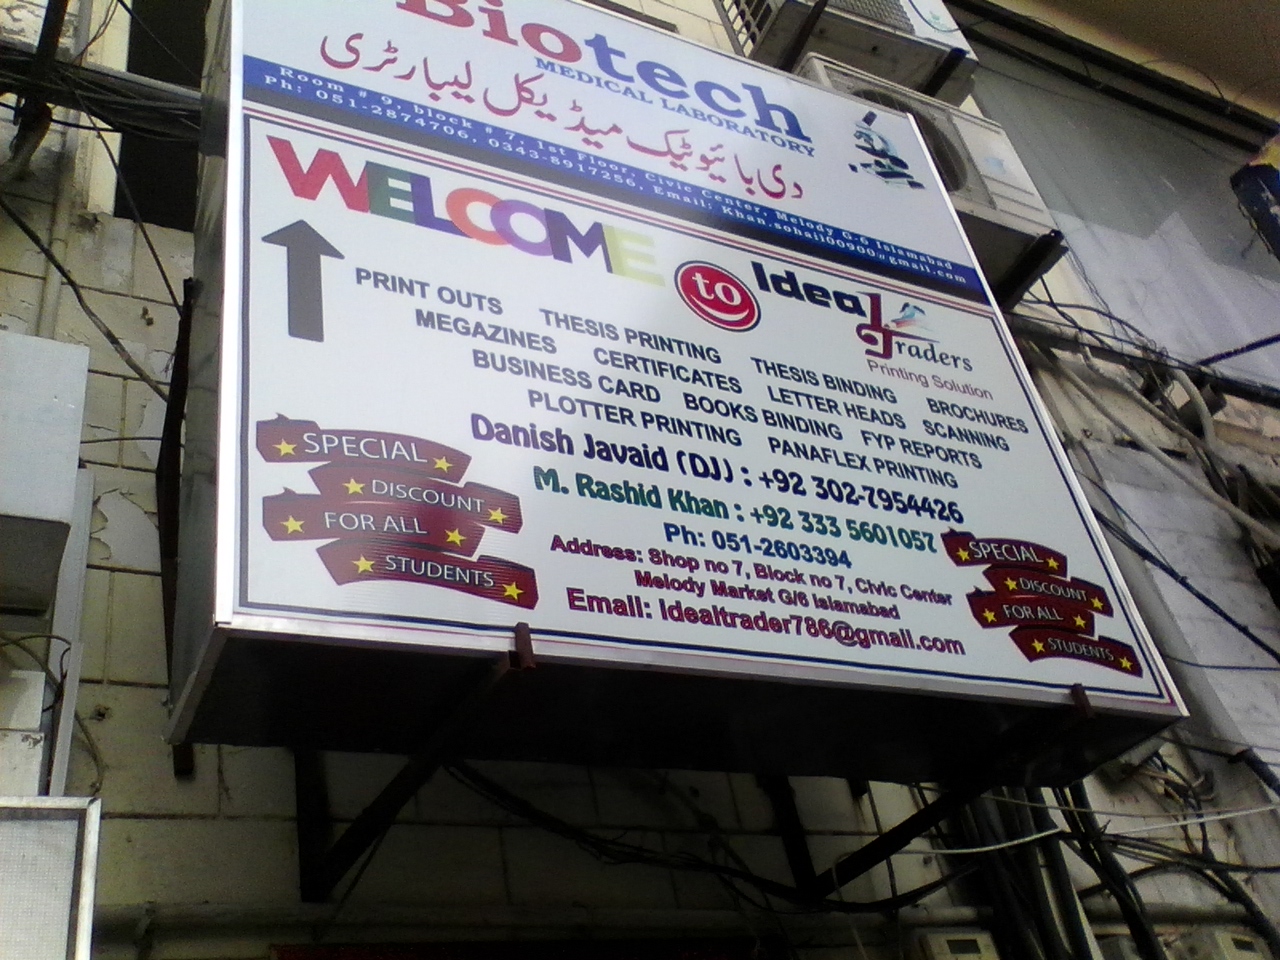 Biotech
MEDICAL LABORATORY
دی بائیوٹیک میڈیکل لیبارٹری
Room # 9, block # 7, 1st Floor, Civic Center, Melody G-6 Islamabad
Ph: 051-2874706, 0343-8917256, Email: Khan.sohail00900@gmail.com
WELCOME to Ideal Traders
Printing Solution
PRINT OUTS THESIS PRINTING THESIS BINDING BROCHURES
MEGAZINES CERTIFICATES LETTER HEADS SCANNING
BUSINESS CARD BOOKS BINDING FYP REPORTS
PLOTTER PRINTING PANAFLEX PRINTING
Danish Javaid (DJ) : +92 302-7954426
M. Rashid Khan : +92 333 5601057
Ph: 051-2603394
Address: Shop no 7, Block no 7, Civic Center
Melody Market G/6 Islamabad
Email: Idealtrader786@gmail.com
SPECIAL
DISCOUNT
FOR ALL
STUDENTS
SPECIAL
DISCOUNT
FOR ALL
STUDENTS